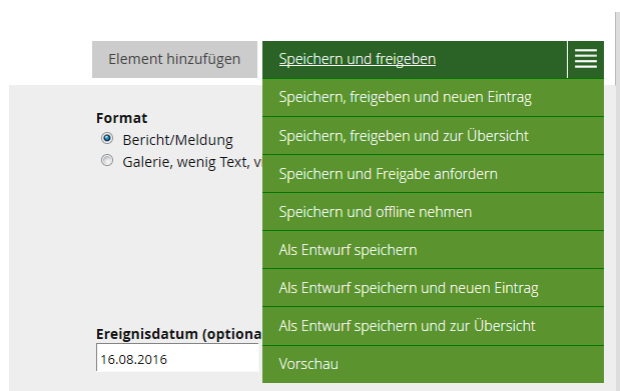 Element hinzufügen
Speichern und freigeben
Speichern, freigeben und neuen Eintrag
Format
Speichern, freigeben und zur Übersicht
Bericht/Meldung
Galerie, wenig Text, v
Speichern und Freigabe anfordern
Speichern und offline nehmen
Als Entwurf speichern
Als Entwurf speichern und neuen Eintrag
Als Entwurf speichern und zur Übersicht
Ereignisdatum (optiona
16.08.2016
Vorschau